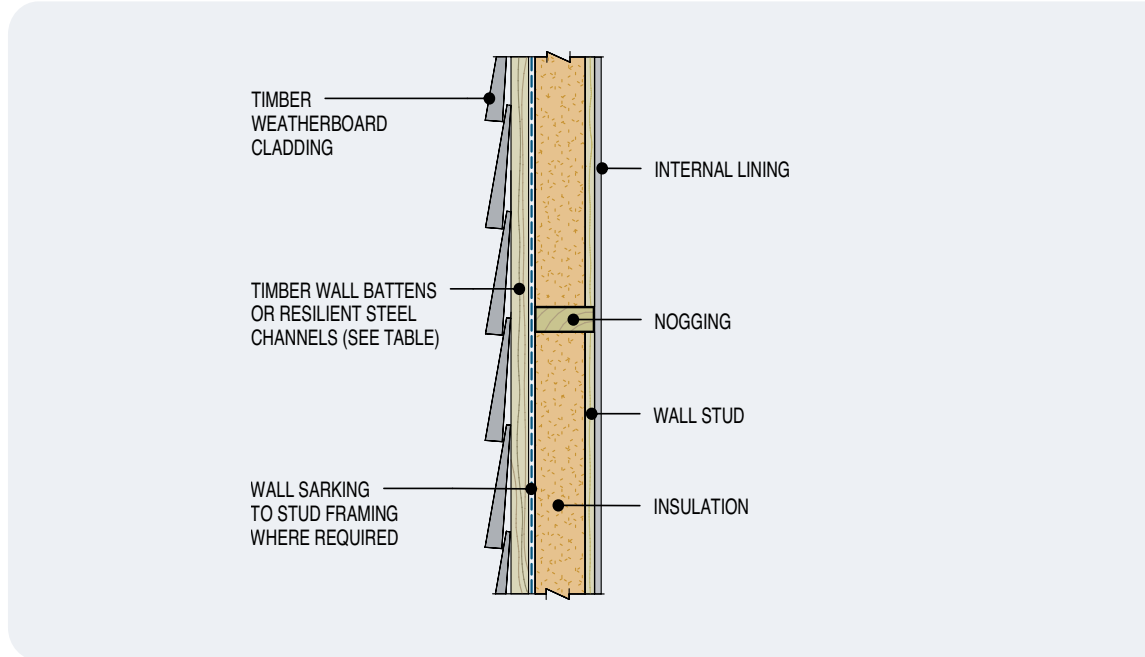 TIMBER
WEATHERBOARD
CLADDING
INTERNAL LINING
TIMBER WALL BATTENS
OR RESILIENT STEEL
CHANNELS (SEE TABLE)
NOGGING
WALL STUD
WALL SARKING
TO STUD FRAMING
WHERE REQUIRED
INSULATION